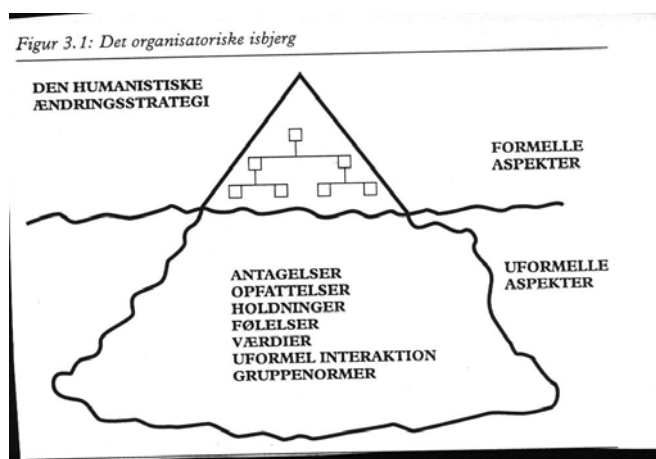 Figur 3.1: Det organisatoriske isbjerg
DEN HUMANISTISKE
ÆNDRINGSSTRATEGI
FORMELLE
ASPEKTER
UFORMELLE
ASPEKTER
ANTAGELSER
OPFATTELSER
HOLDNINGER
FØLELSER
VÆRDIER
UFORMEL INTERAKTION
GRUPPENORMER